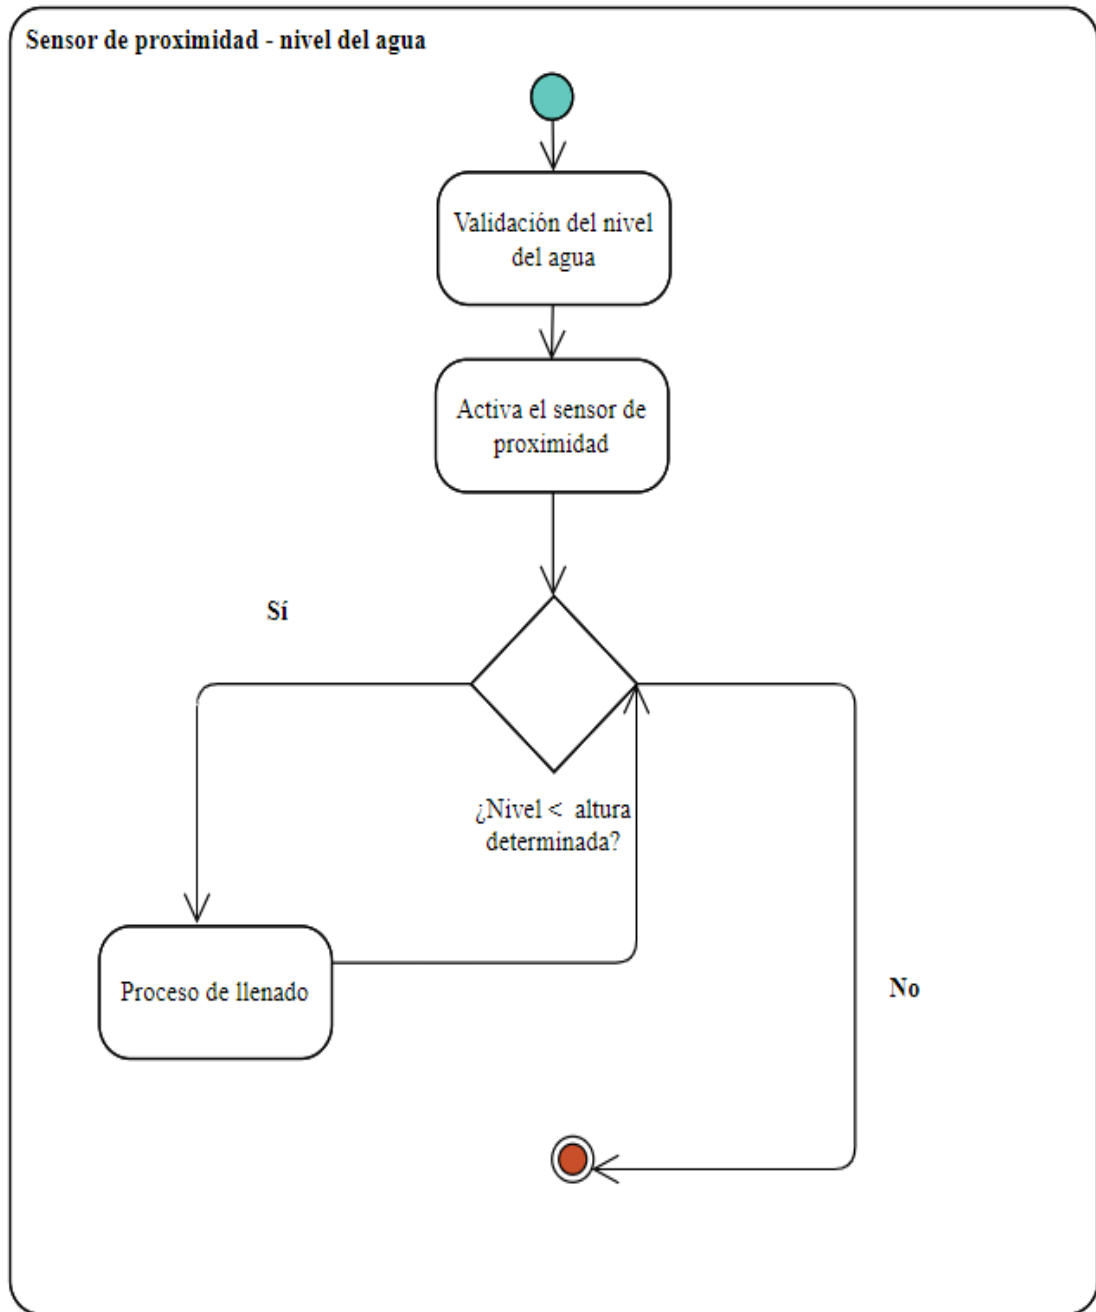 Sensor de proximidad - nivel del agua
Validación del nivel
del agua
Activa el sensor de
proximidad
Sí
¿Nivel < altura
determinada?
Proceso de llenado
No